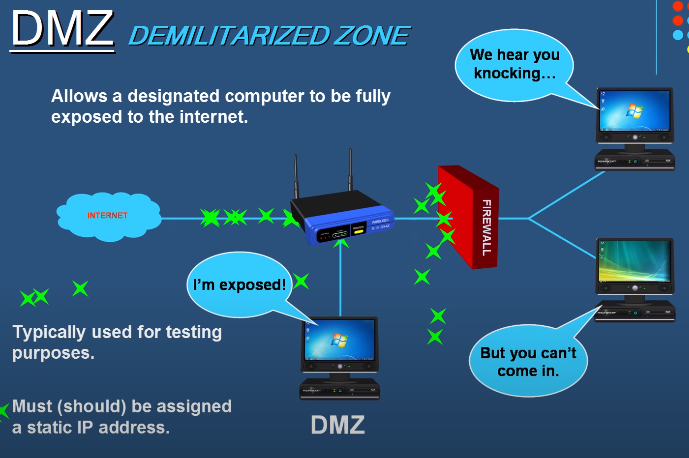 DMZ DEMILITARIZED ZONE
We hear you
knocking…
Allows a designated computer to be fully
exposed to the internet.
INTERNET
FIREWALL
I'm exposed!
Typically used for testing
purposes.
But you can't
come in.
Must (should) be assigned
a static IP address.
DMZ